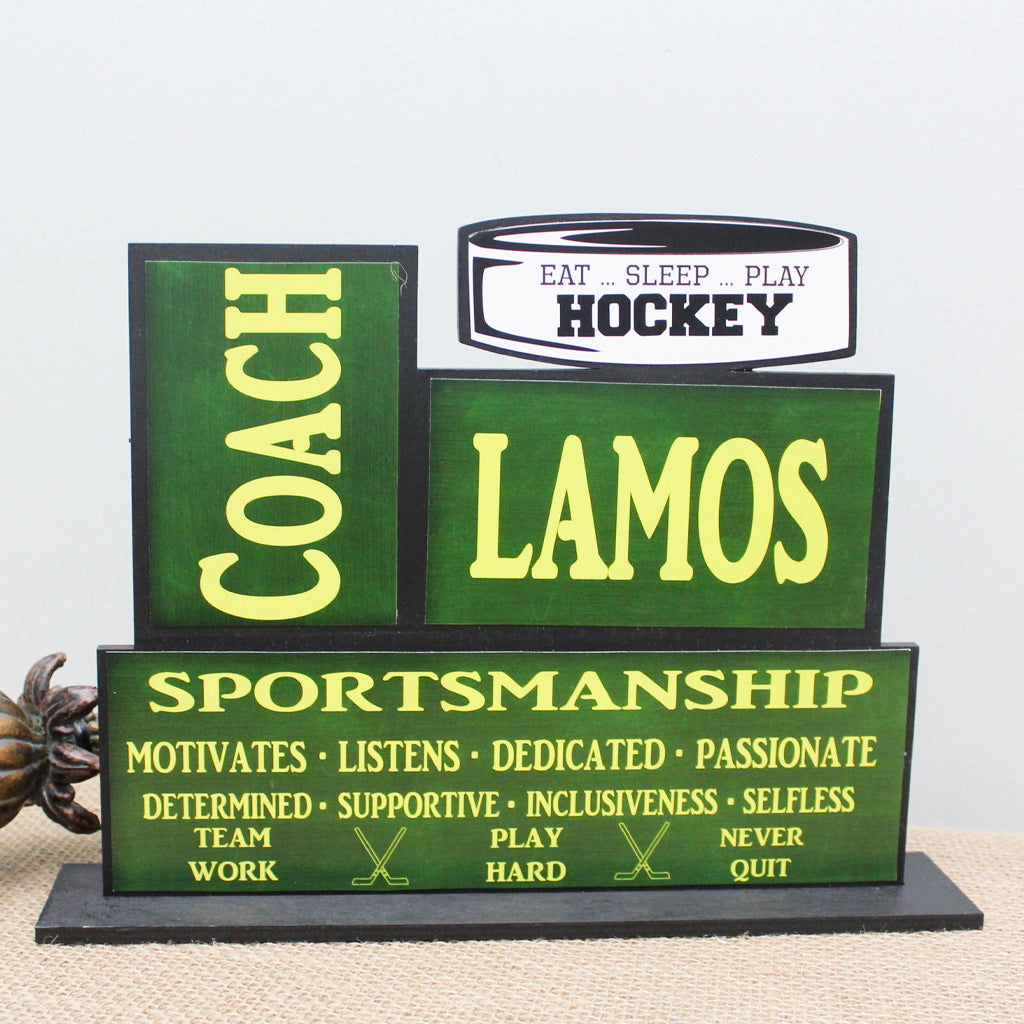 COACH
EAT ... SLEEP ... PLAY
HOCKEY
LAMOS
SPORTSMANSHIP
MOTIVATES · LISTENS · DEDICATED · PASSIONATE
DETERMINED · SUPPORTIVE · INCLUSIVENESS · SELFLESS
TEAM PLAY NEVER
WORK HARD QUIT